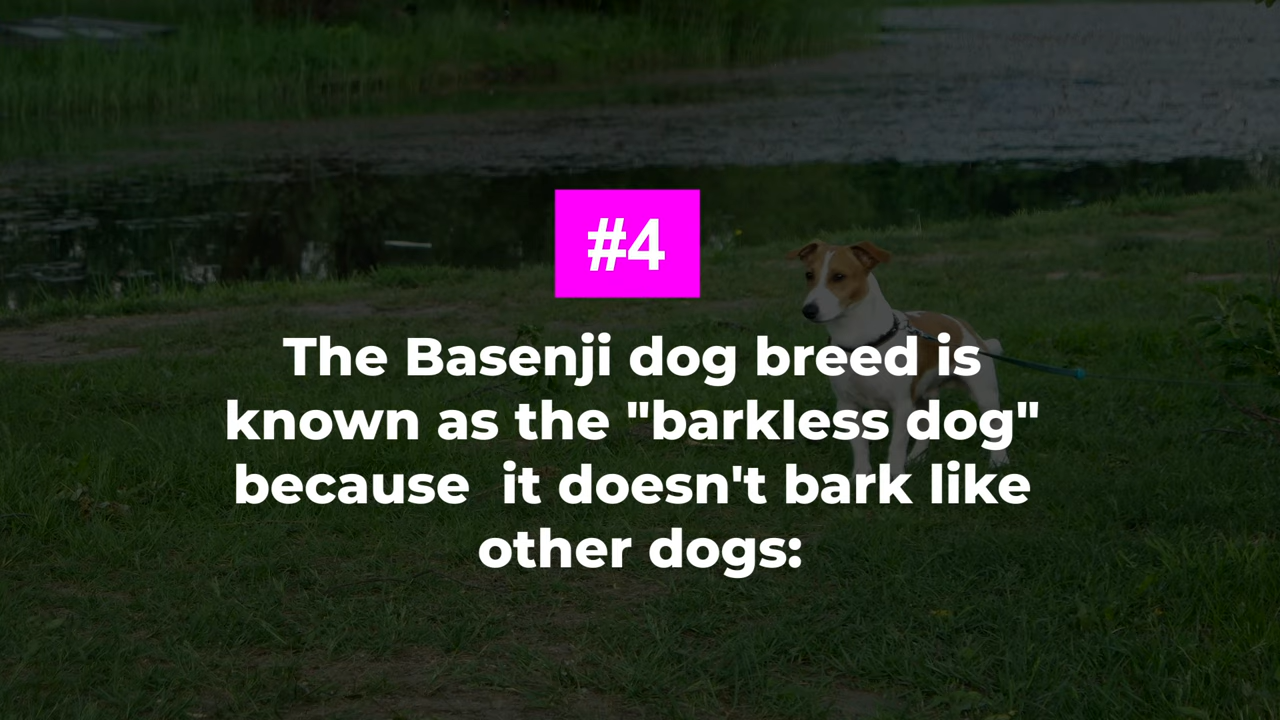 #4
The Basenji dog breed is
known as the "barkless dog"
because  it doesn't bark like
other dogs: